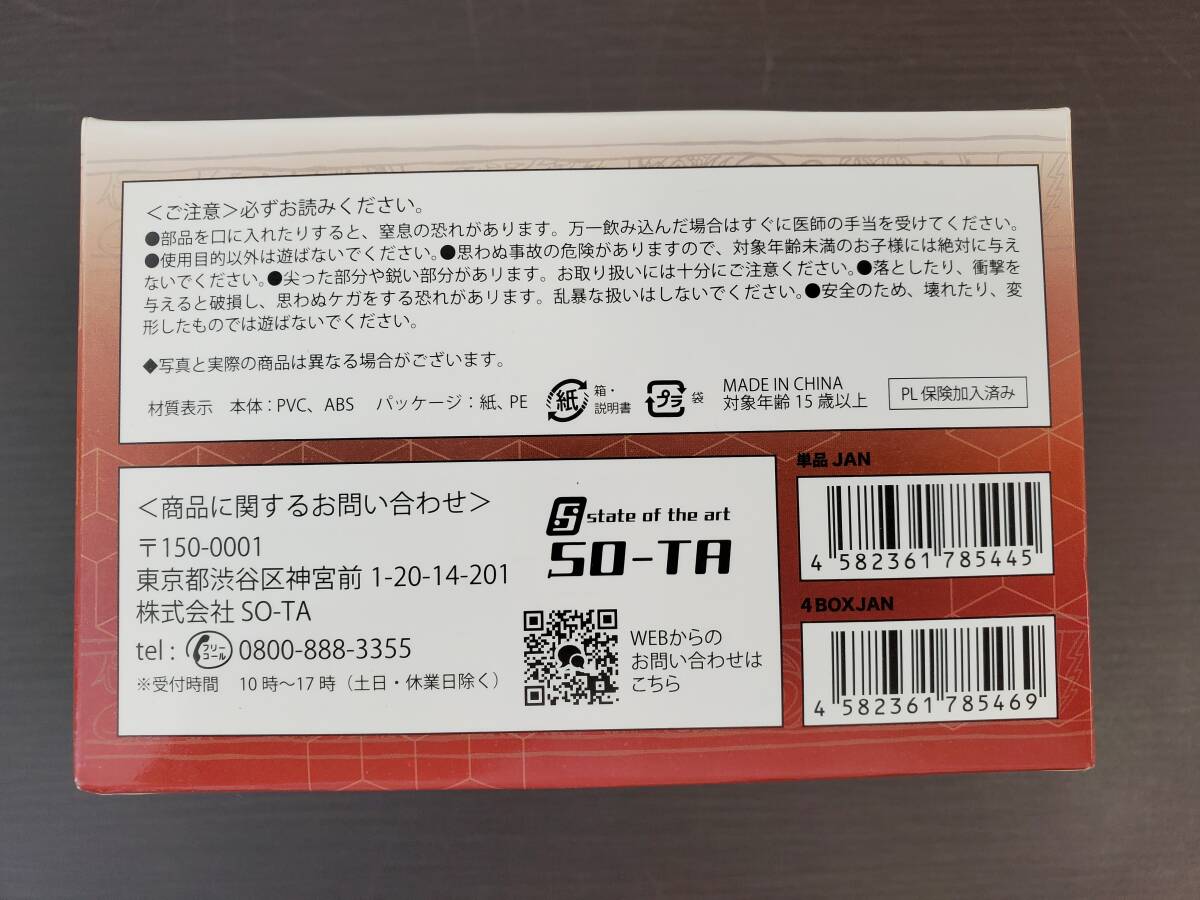 ＜ご注意＞必ずお読みください。
●部品を口に入れたりすると、窒息の恐れがあります。万一飲み込んだ場合はすぐに医師の手当を受けてください。
●使用目的以外は遊ばないでください。●思わぬ事故の危険がありますので、対象年齢未満のお子様には絶対に与え
ないでください。●尖った部分や鋭い部分があります。お取り扱いには十分にご注意ください。●落としたり、衝撃を
与えると破損し、思わぬケガをする恐れがあります。乱暴な扱いはしないでください。●安全のため、壊れたり、変
形したものでは遊ばないでください。
◆写真と実際の商品は異なる場合がございます。
材質表示 本体：PVC、ABS パッケージ：紙、PE
紙
箱・
説明書
プラ
袋
MADE IN CHINA
対象年齢 15 歳以上
PL 保険加入済み
＜商品に関するお問い合わせ＞
〒150-0001
東京都渋谷区神宮前 1-20-14-201
株式会社 SO-TA
tel : フリーコール 0800-888-3355
※受付時間 10 時～17 時（土日・休業日除く）
state of the art
SO-TA
WEBからの
お問い合わせは
こちら
単品 JAN
4 582361 785445
4BOXJAN
4 582361 785469